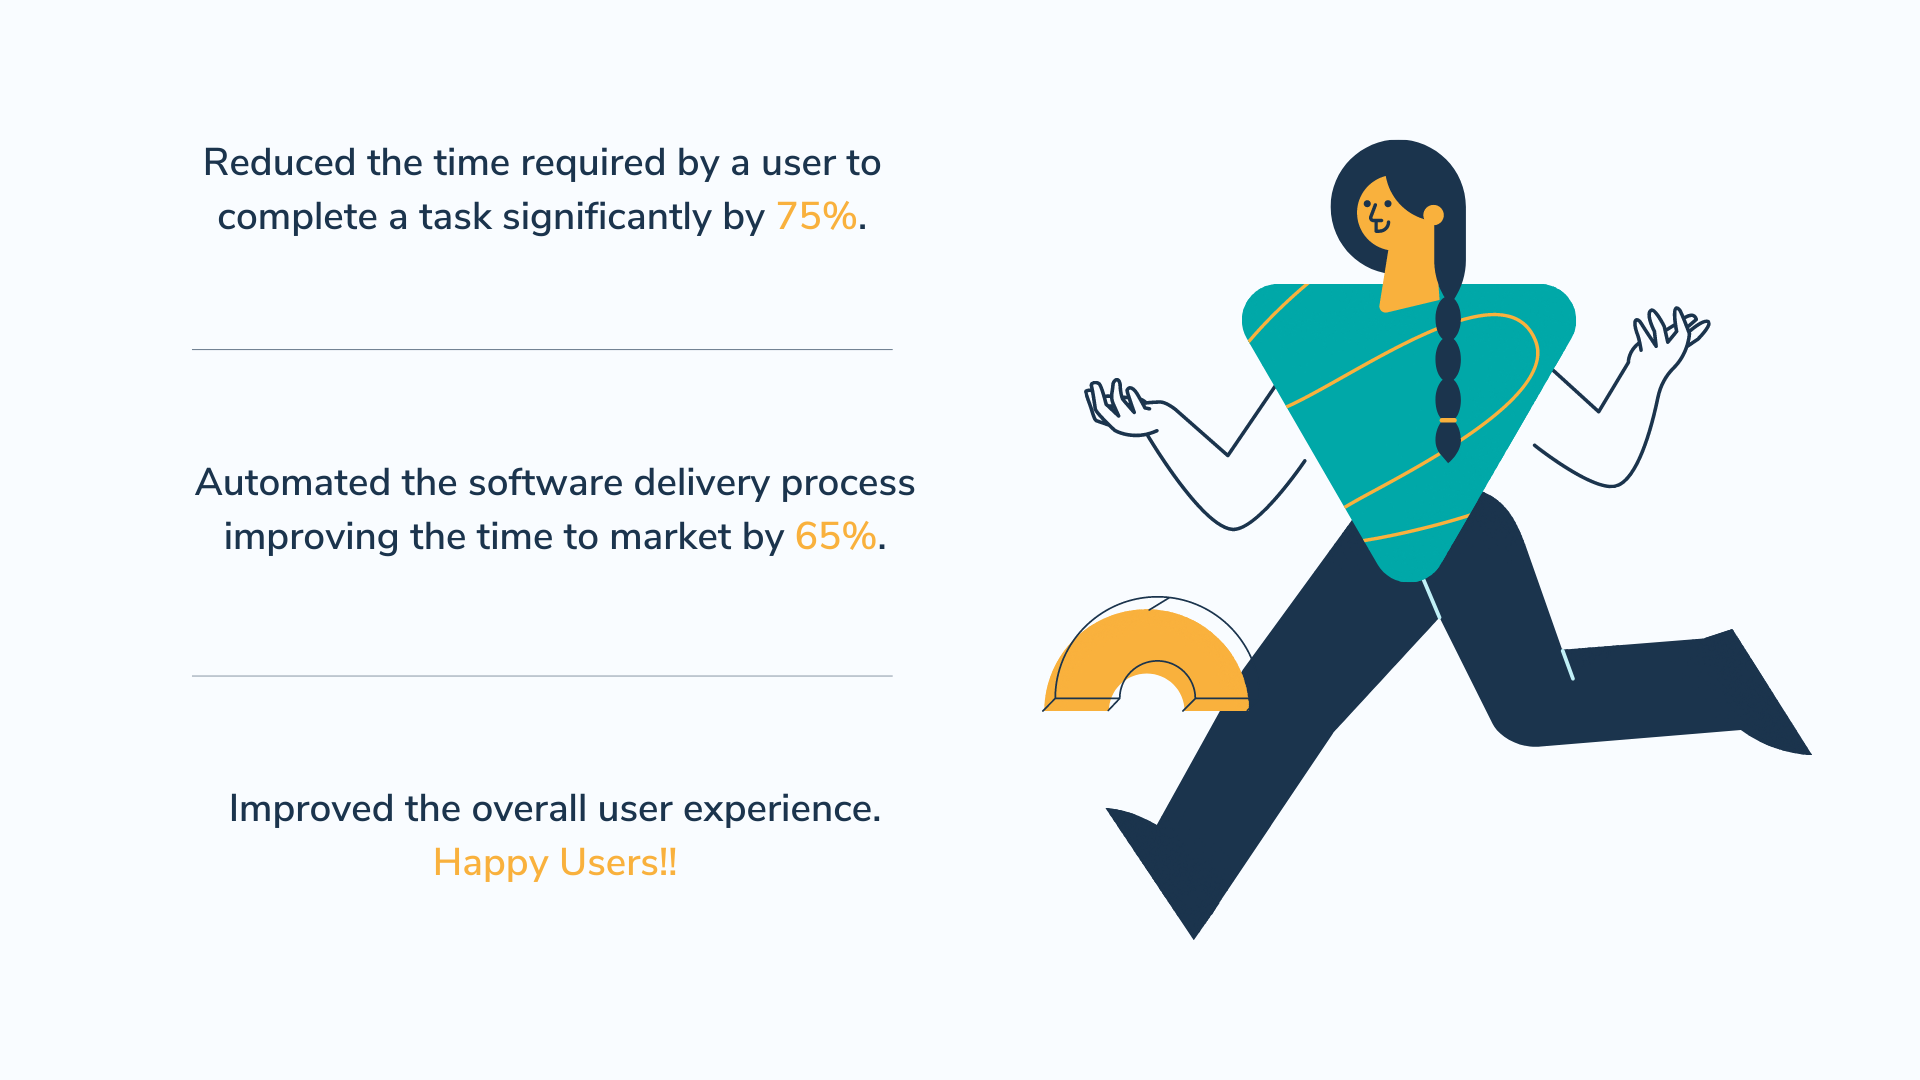 Reduced the time required by a user to
complete a task significantly by 75%.
Automated the software delivery process
improving the time to market by 65%.
Improved the overall user experience.
Happy Users!!